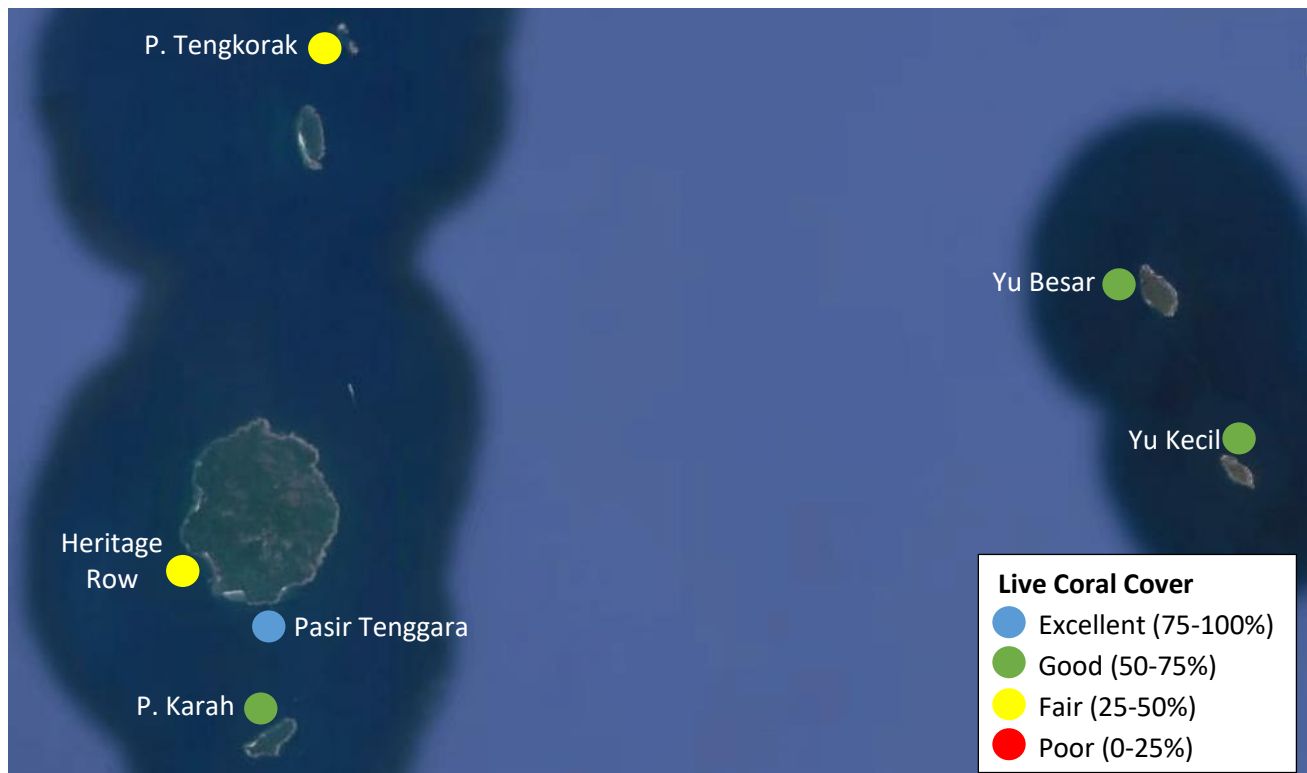 P. Tengkorak
Yu Besar
Yu Kecil
Heritage
Row
Pasir Tenggara
P. Karah
Live Coral Cover
Excellent (75-100%)
Good (50-75%)
Fair (25-50%)
Poor (0-25%)